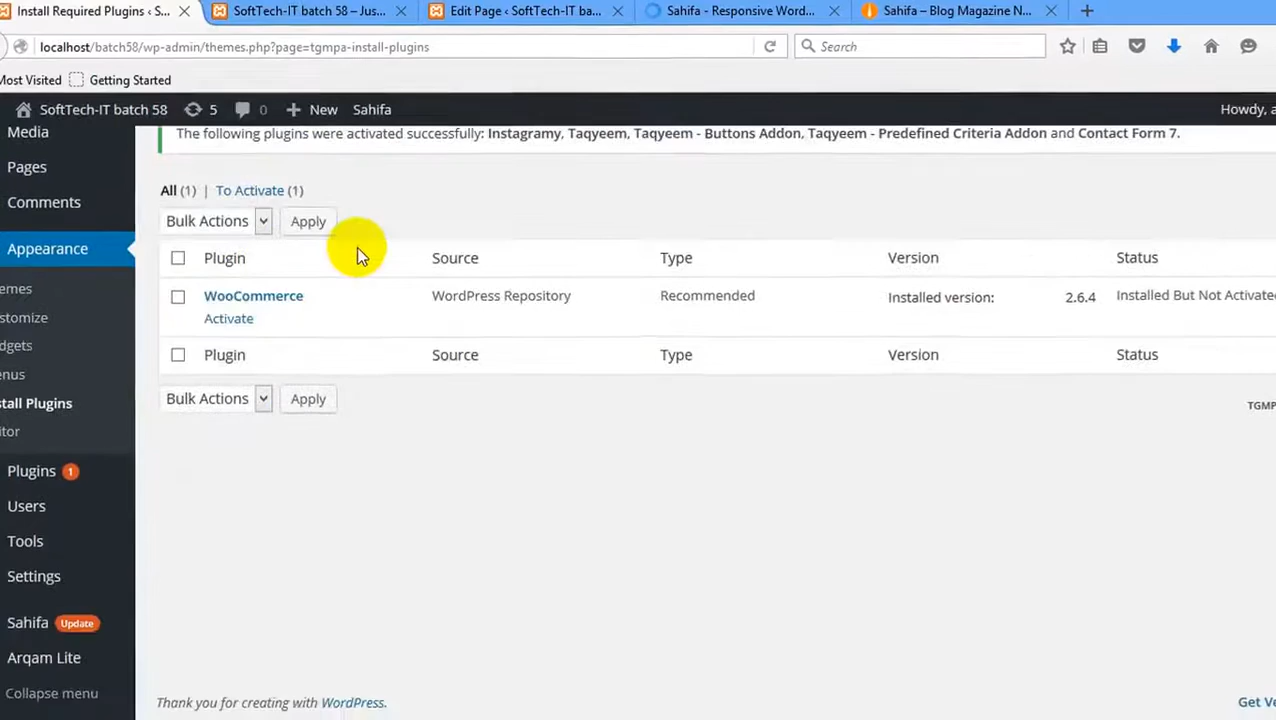 Install Required Plugins ‹ S...
SoftTech-IT batch 58 – Jus...
Edit Page ‹ SoftTech-IT ba...
Sahifa - Responsive Word...
Sahifa – Blog Magazine N...
localhost/batch58/wp-admin/themes.php?page=tgmpa-install-plugins
Search
Most Visited
Getting Started
SoftTech-IT batch 58
5
0
New
Sahifa
Howdy, a
Media
Pages
Comments
Appearance
emes
stomize
dgets
enus
stall Plugins
itor
Plugins 1
Users
Tools
Settings
Sahifa Update
Arqam Lite
Collapse menu
The following plugins were activated successfully: Instagramy, Taqyeem, Taqyeem - Buttons Addon, Taqyeem - Predefined Criteria Addon and Contact Form 7.
All (1) | To Activate (1)
Bulk Actions Apply
Plugin Source Type Version Status
WooCommerce WordPress Repository Recommended Installed version: 2.6.4 Installed But Not Activate
Activate
Plugin Source Type Version Status
Bulk Actions Apply
TGMP
Thank you for creating with WordPress.
Get Ve